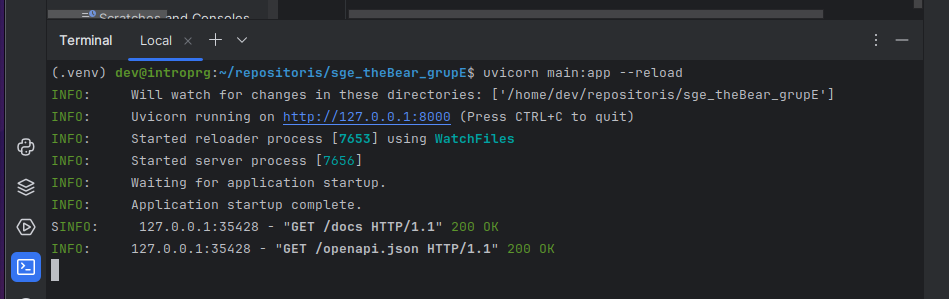 Scratches and Consoles
Terminal Local
(.venv) dev@introprg:~/repositoris/sge_theBear_grupE$ uvicorn main:app --reload
INFO:     Will watch for changes in these directories: ['/home/dev/repositoris/sge_theBear_grupE']
INFO:     Uvicorn running on http://127.0.0.1:8000 (Press CTRL+C to quit)
INFO:     Started reloader process [7653] using WatchFiles
INFO:     Started server process [7656]
INFO:     Waiting for application startup.
INFO:     Application startup complete.
SINFO:     127.0.0.1:35428 - "GET /docs HTTP/1.1" 200 OK
INFO:     127.0.0.1:35428 - "GET /openapi.json HTTP/1.1" 200 OK